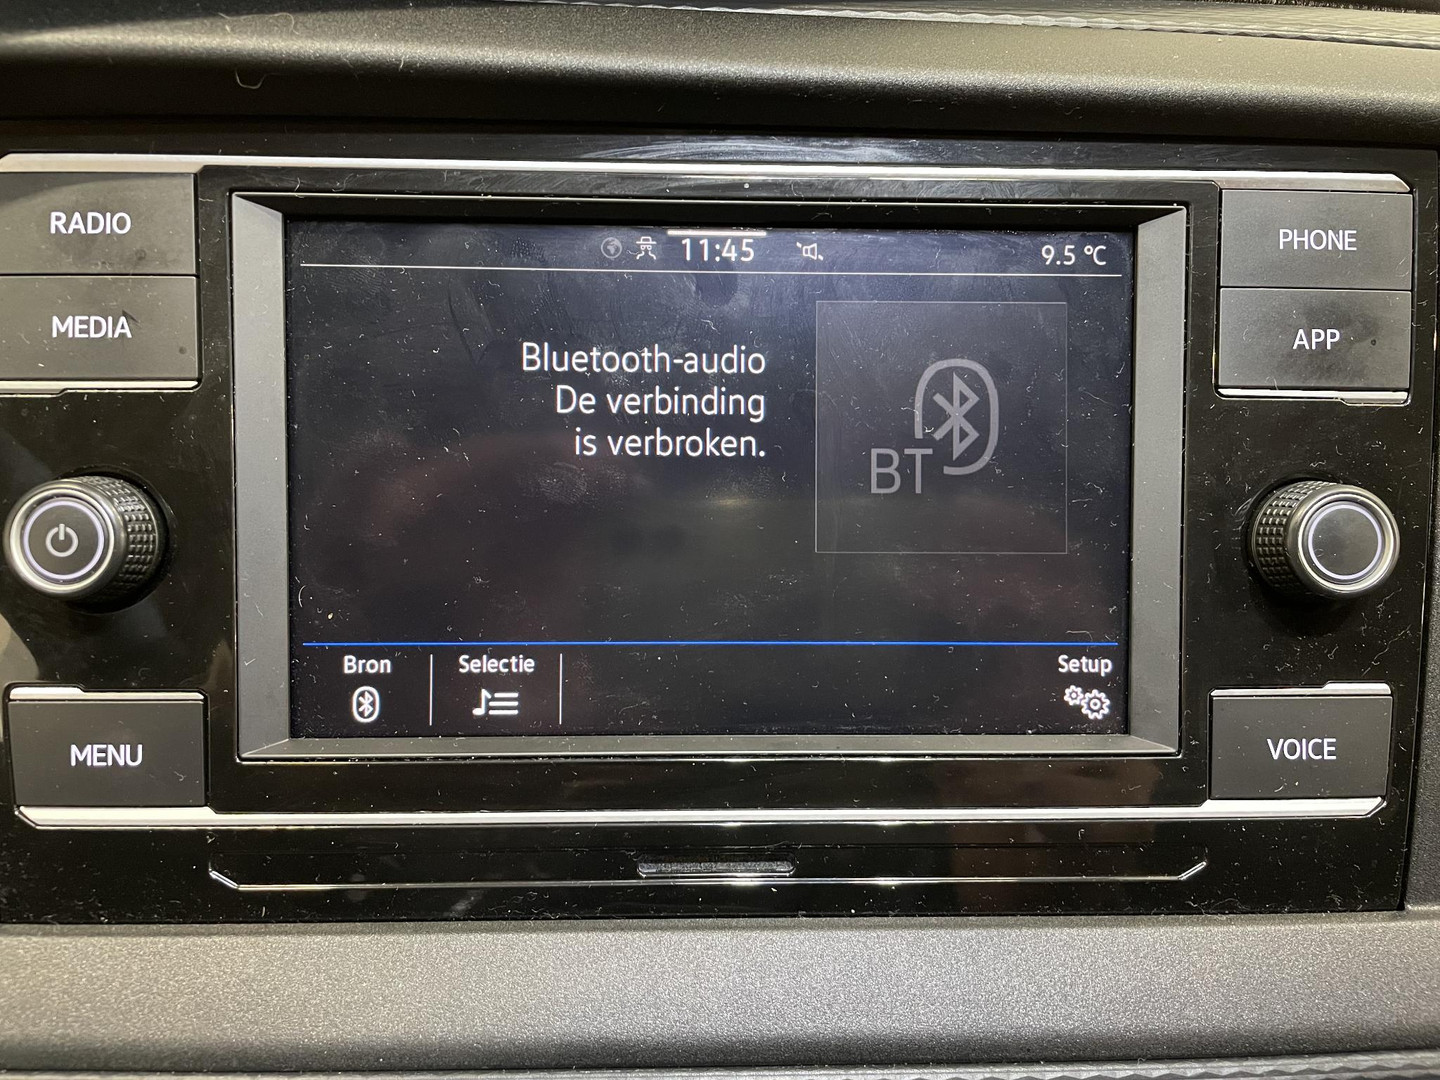 RADIO
MEDIA
MENU
11:45
9.5 °C
Bluetooth-audio
De verbinding
is verbroken.
BT
Bron
Selectie
Setup
PHONE
APP
VOICE